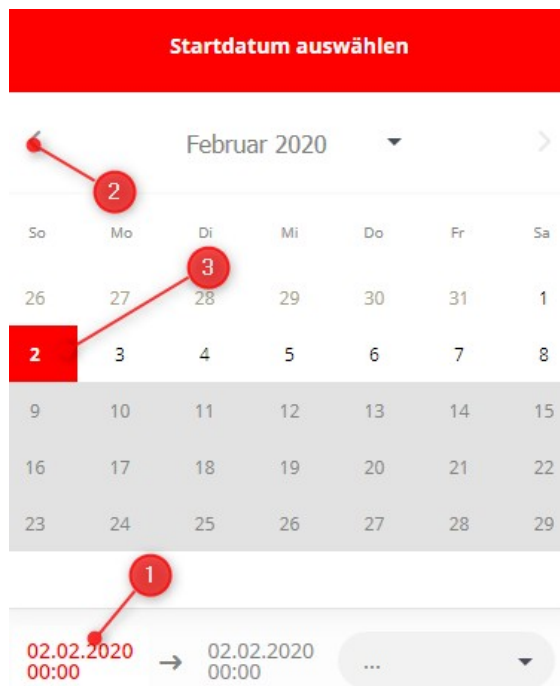 Startdatum auswählen
Februar 2020
2
So Mo Di Mi Do Fr Sa
3
26 27 28 29 30 31 1
2 3 4 5 6 7 8
9 10 11 12 13 14 15
16 17 18 19 20 21 22
23 24 25 26 27 28 29
1
02.02.2020 → 02.02.2020 ...
00:00 00:00